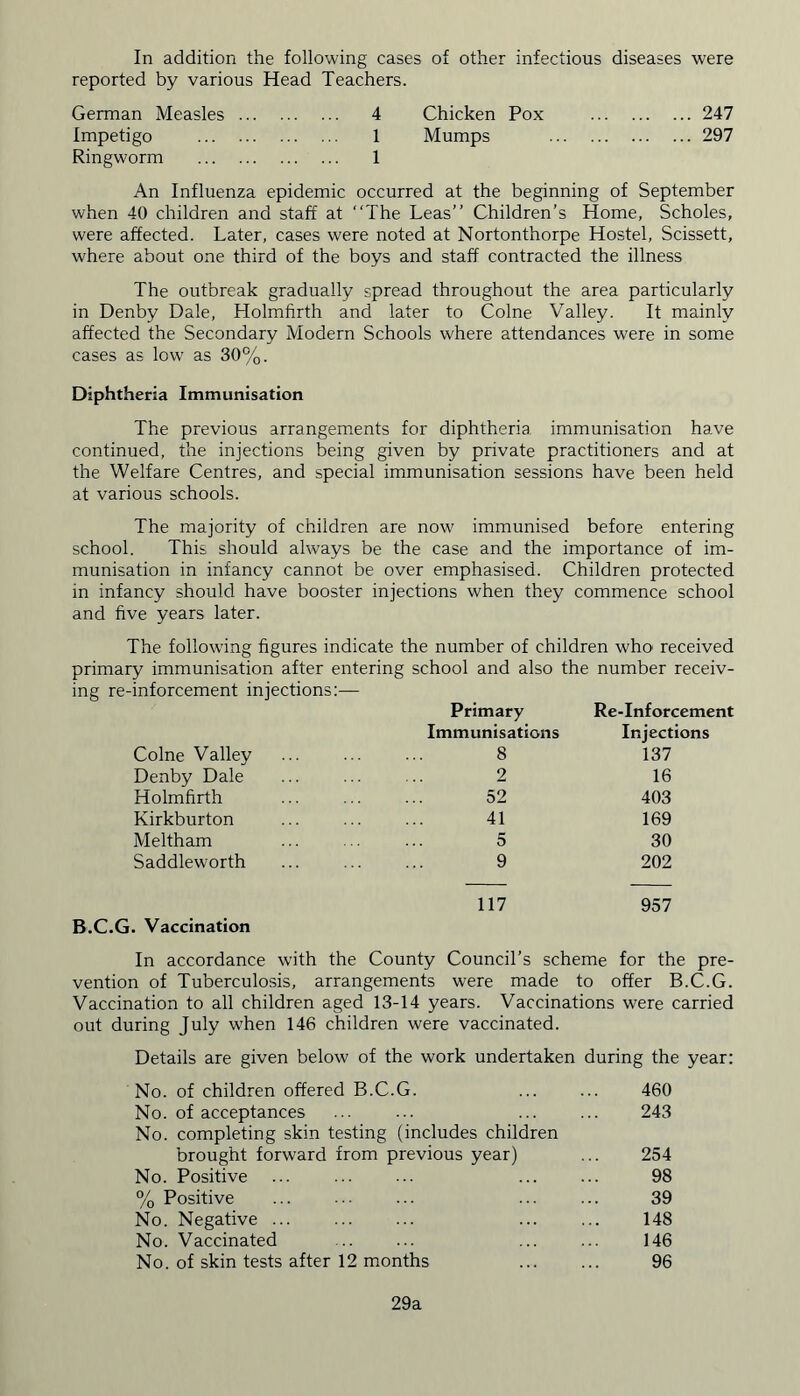 In addition the following cases of other infectious diseases were
reported by various Head Teachers.
German Measles ... ... ... 4 Chicken Pox ... ... ... 247
Impetigo ... ... ... ... 1 Mumps ... ... ... ... 297
Ringworm ... ... ... ... 1
An Influenza epidemic occurred at the beginning of September
when 40 children and staff at “The Leas” Children’s Home, Scholes,
were affected. Later, cases were noted at Nortonthorpe Hostel, Scissett,
where about one third of the boys and staff contracted the illness
The outbreak gradually spread throughout the area particularly
in Denby Dale, Holmfirth and later to Colne Valley. It mainly
affected the Secondary Modern Schools where attendances were in some
cases as low as 30%.
Diphtheria Immunisation
The previous arrangements for diphtheria immunisation have
continued, the injections being given by private practitioners and at
the Welfare Centres, and special immunisation sessions have been held
at various schools.
The majority of children are now immunised before entering
school. This should always be the case and the importance of im-
munisation in infancy cannot be over emphasised. Children protected
in infancy should have booster injections when they commence school
and five years later.
The following figures indicate the number of children who received
primary immunisation after entering school and also the number receiv-
ing re-inforcement injections:—
Primary Re-Inforcement
Immunisations Injections
Colne Valley ... ... ... 8 137
Denby Dale ... ... ... 2 16
Holmfirth ... ... ... 52 403
Kirkburton ... ... ... 41 169
Meltham ... ... ... 5 30
Saddleworth ... ... ... 9 202
117 957
B.C.G. Vaccination
In accordance with the County Council’s scheme for the pre-
vention of Tuberculosis, arrangements were made to offer B.C.G.
Vaccination to all children aged 13-14 years. Vaccinations were carried
out during July when 146 children were vaccinated.
Details are given below of the work undertaken during the year:
No. of children offered B.C.G. ... ... 460
No. of acceptances ... ... ... ... 243
No. completing skin testing (includes children
brought forward from previous year) ... 254
No. Positive ... ... ... ... ... 98
% Positive ... ... ... ... ... 39
No. Negative ... ... ... ... ... 148
No. Vaccinated ... ... ... ... 146
No. of skin tests after 12 months ... ... 96
29a